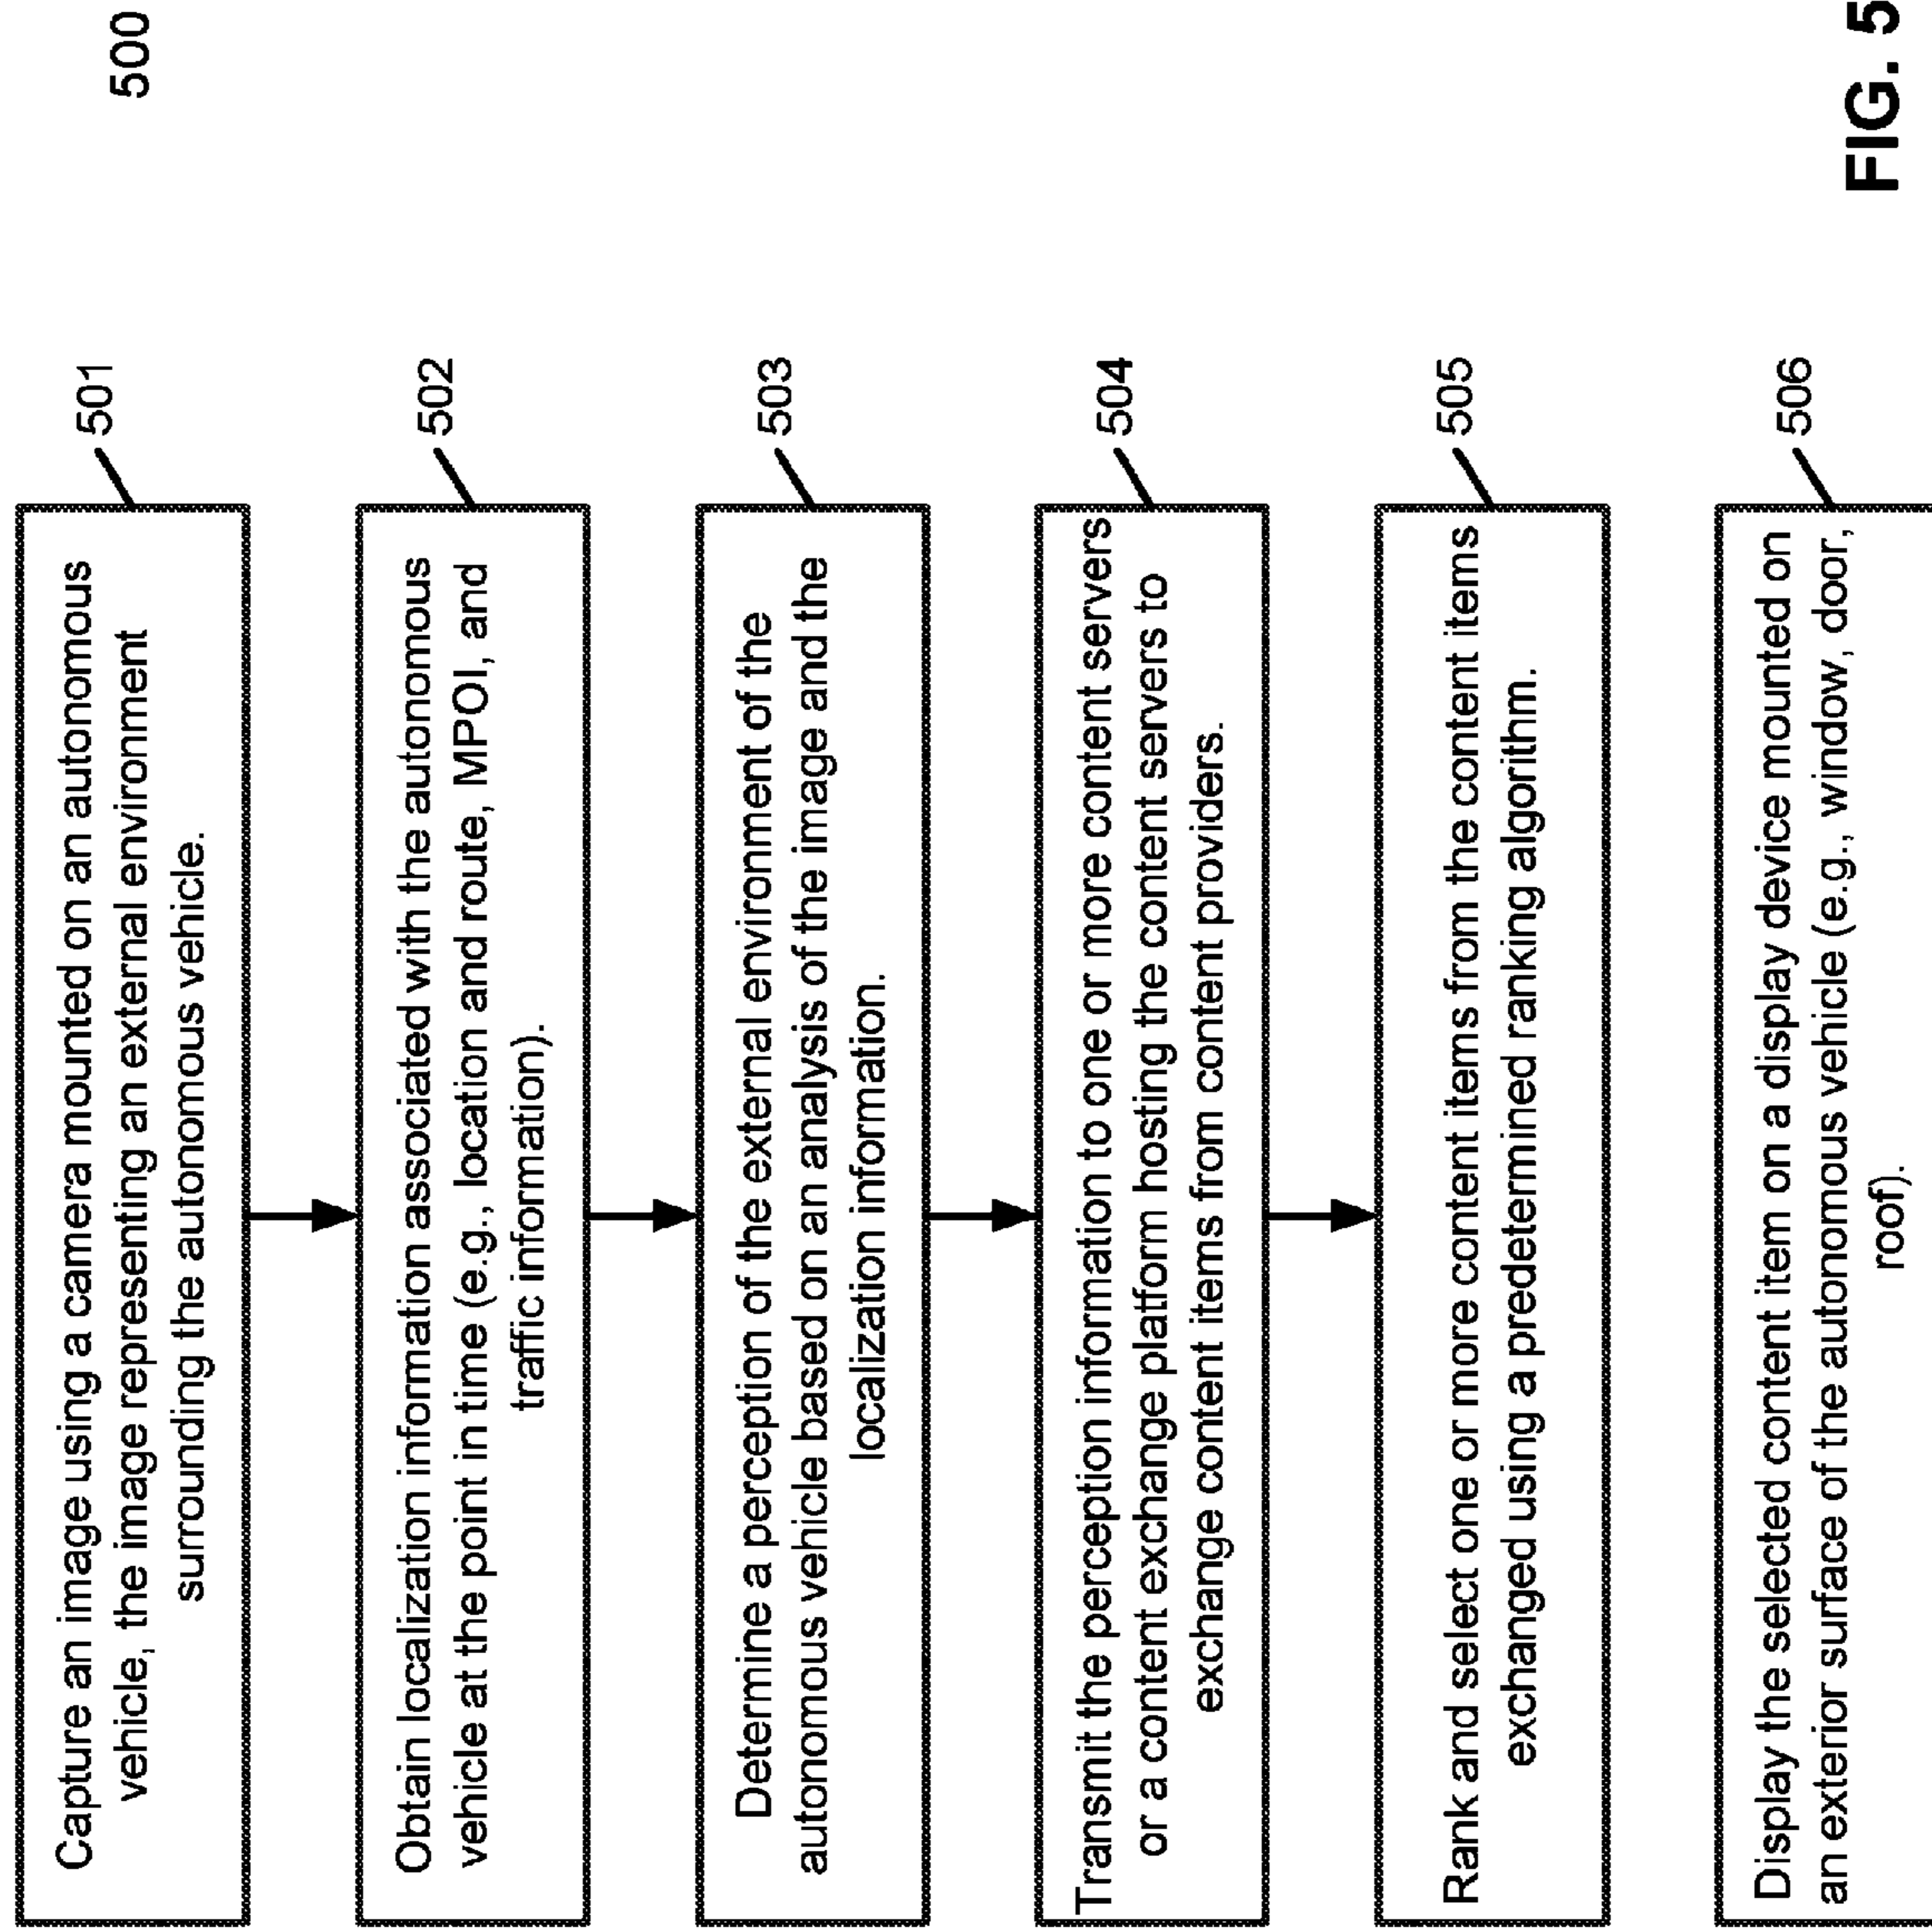 500
Capture an image using a camera mounted on an autonomous
vehicle, the image representing an external environment
surrounding the autonomous vehicle.
501
Obtain localization information associated with the autonomous
vehicle at the point in time (e.g., location and route, MPOI, and
traffic information).
502
Determine a perception of the external environment of the
autonomous vehicle based on an analysis of the image and the
localization information.
503
Transmit the perception information to one or more content servers
or a content exchange platform hosting the content servers to
exchange content items from content providers.
504
Rank and select one or more content items from the content items
exchanged using a predetermined ranking algorithm.
505
Display the selected content item on a display device mounted on
an exterior surface of the autonomous vehicle (e.g., window, door,
roof).
506
FIG. 5